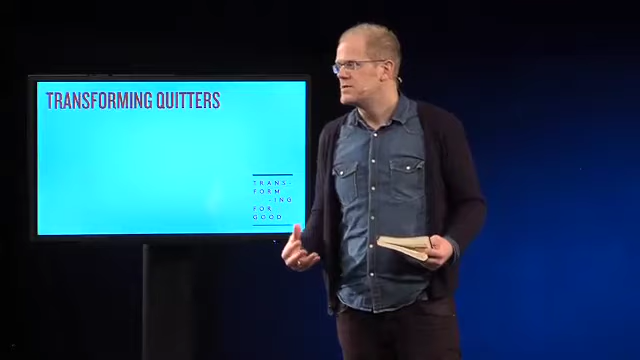 TRANSFORMING QUITTERS
TRANS-
FORM
-ING
FOR
GOOD